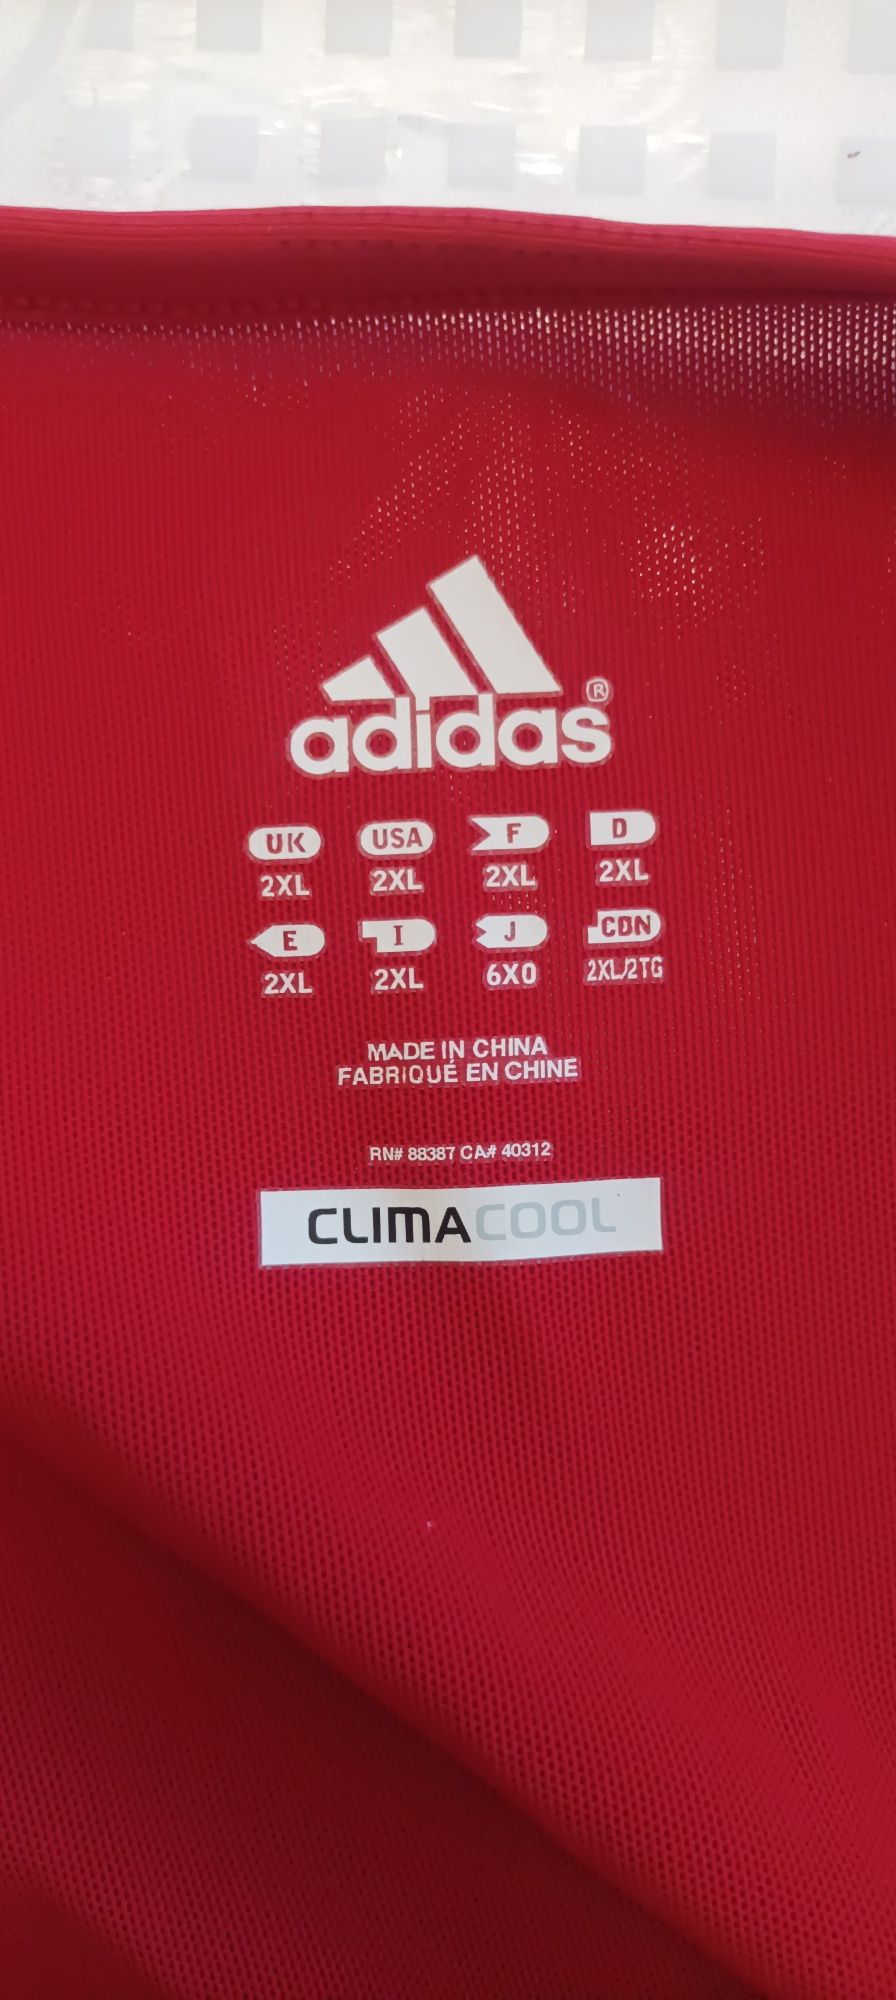 adidas®
UK USA F D
2XL 2XL 2XL 2XL
E I J CDN
2XL 2XL 6XO 2XL/2TG
MADE IN CHINA
FABRIQUÉ EN CHINE
RN# 88387 CA# 40312
CLIMACOOL